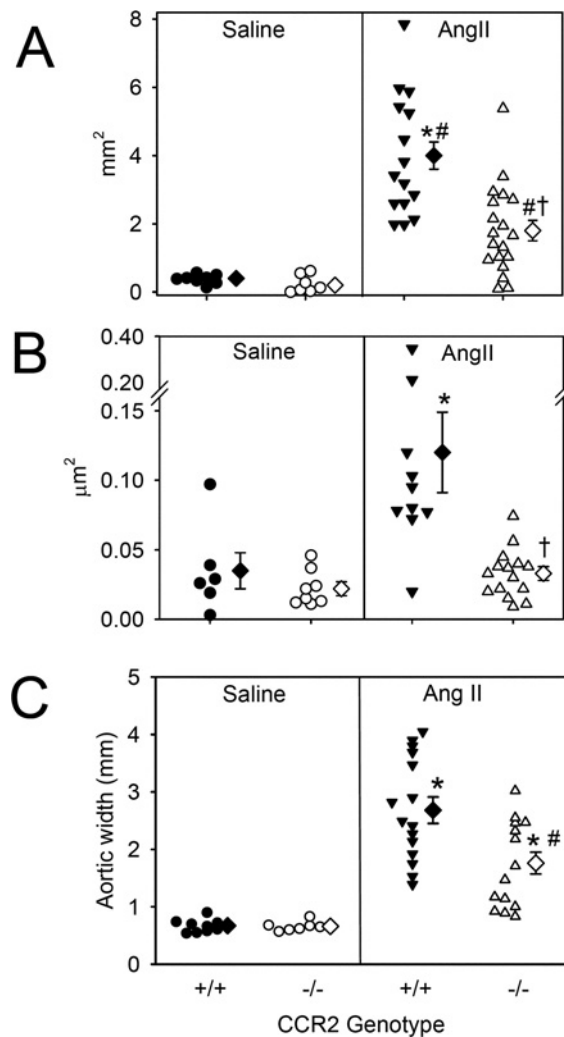 A
Saline
AngII
8
6
4
2
0
mm²
*#
#†
B
Saline
AngII
0.40
0.20
0.15
0.10
0.05
0.00
µm²
*
†
C
Saline
Ang II
5
4
3
2
1
0
Aortic width (mm)
*
* #
+/+ -/- +/+ -/-
CCR2 Genotype